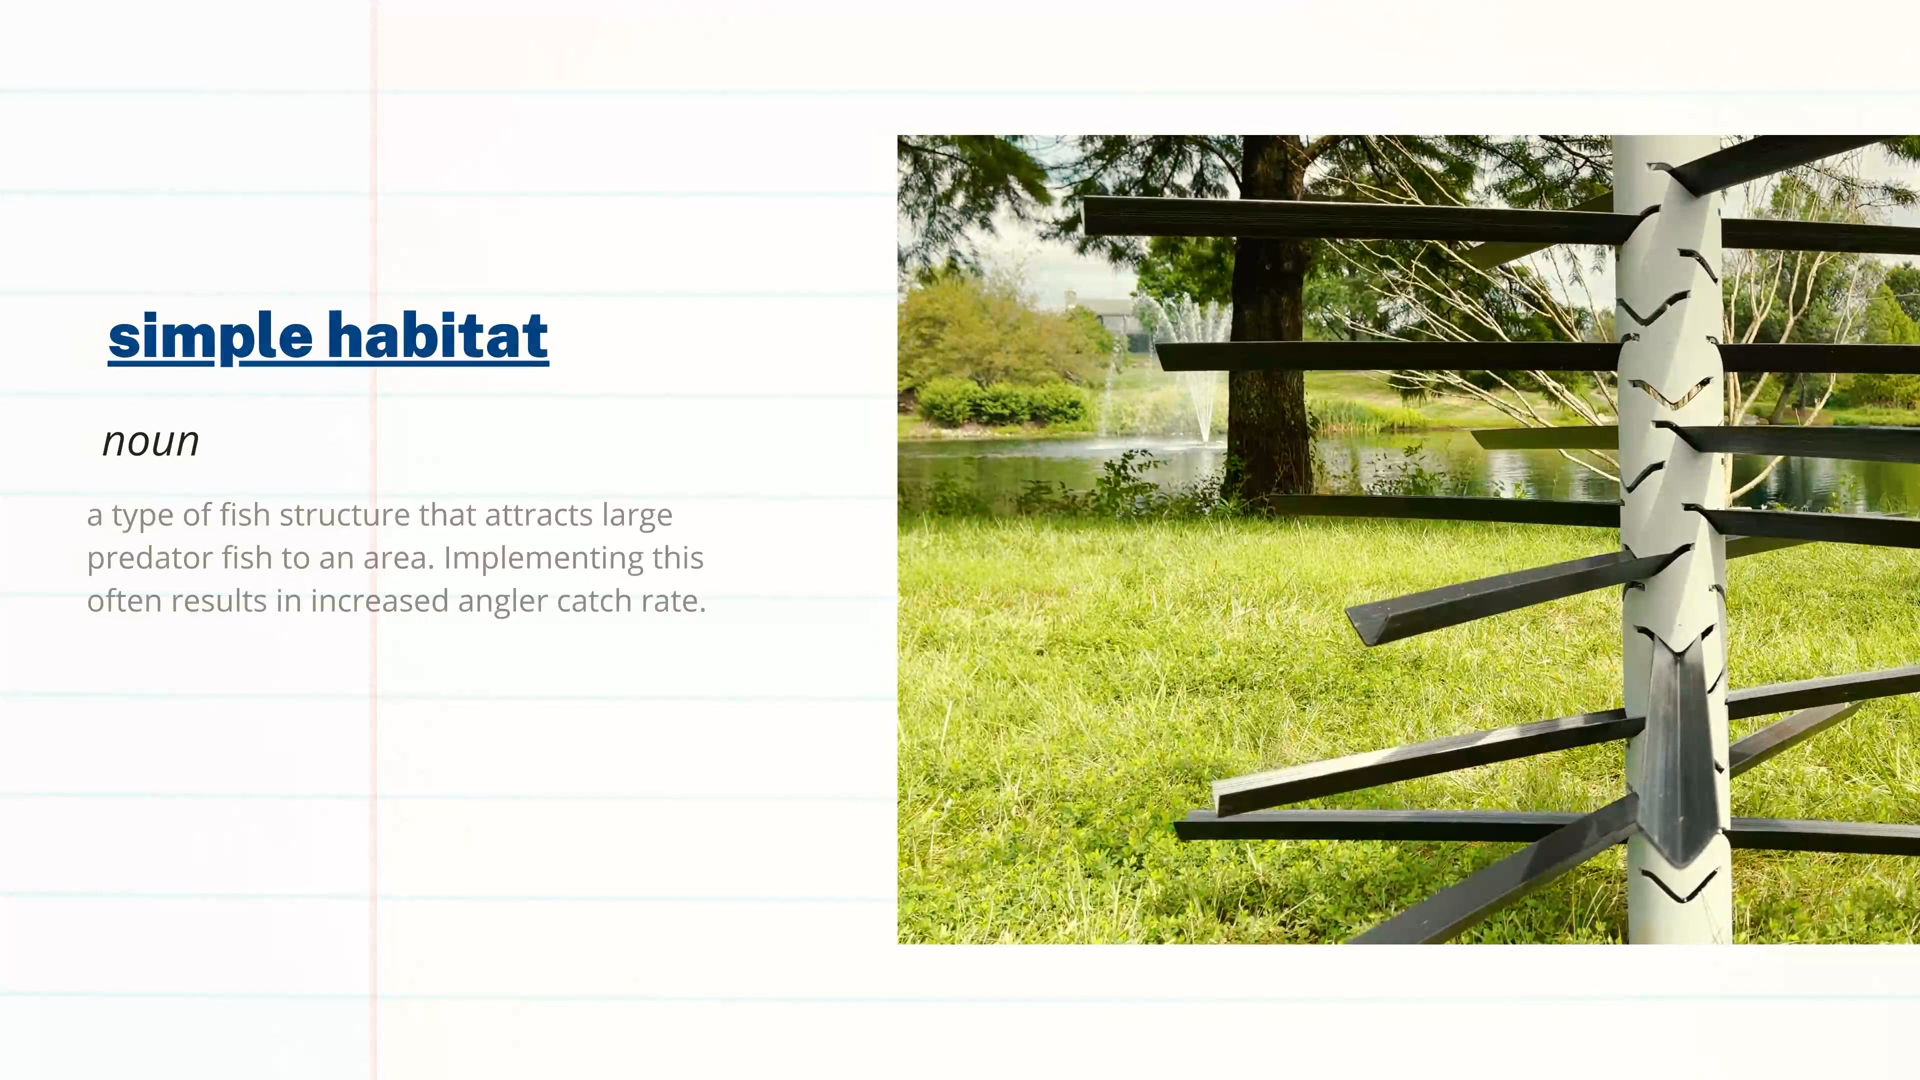 simple habitat
noun
a type of fish structure that attracts large
predator fish to an area. Implementing this
often results in increased angler catch rate.